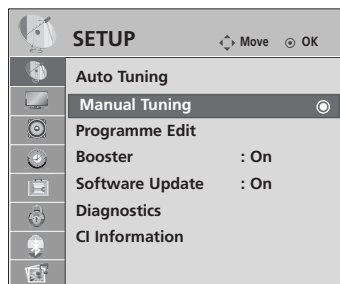 SETUP Move OK
Auto Tuning
Manual Tuning
Programme Edit
Booster : On
Software Update : On
Diagnostics
CI Information